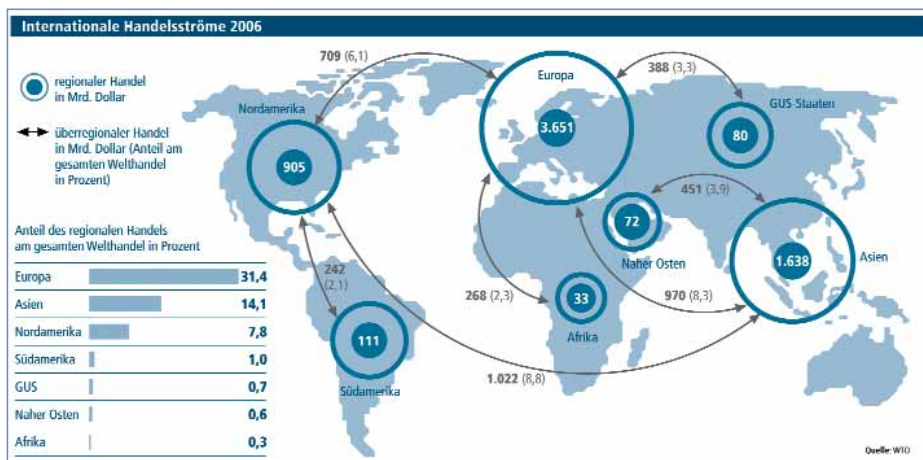 Internationale Handelsströme 2006
regionaler Handel
in Mrd. Dollar
überregionaler Handel
in Mrd. Dollar (Anteil am
gesamten Welthandel
in Prozent)
Anteil des regionalen Handels
am gesamten Welthandel in Prozent
Europa 31,4
Asien 14,1
Nordamerika 7,8
Südamerika 1,0
GUS 0,7
Naher Osten 0,6
Afrika 0,3
709 (6,1)
Nordamerika
905
Europa
3.651
388 (3,3)
GUS-Staaten
80
451 (3,9)
72
Naher Osten
1.638
Asien
242
(2,1)
268 (2,3)
33
Afrika
970 (8,3)
111
Südamerika
1.022 (8,8)
Quelle: WTO